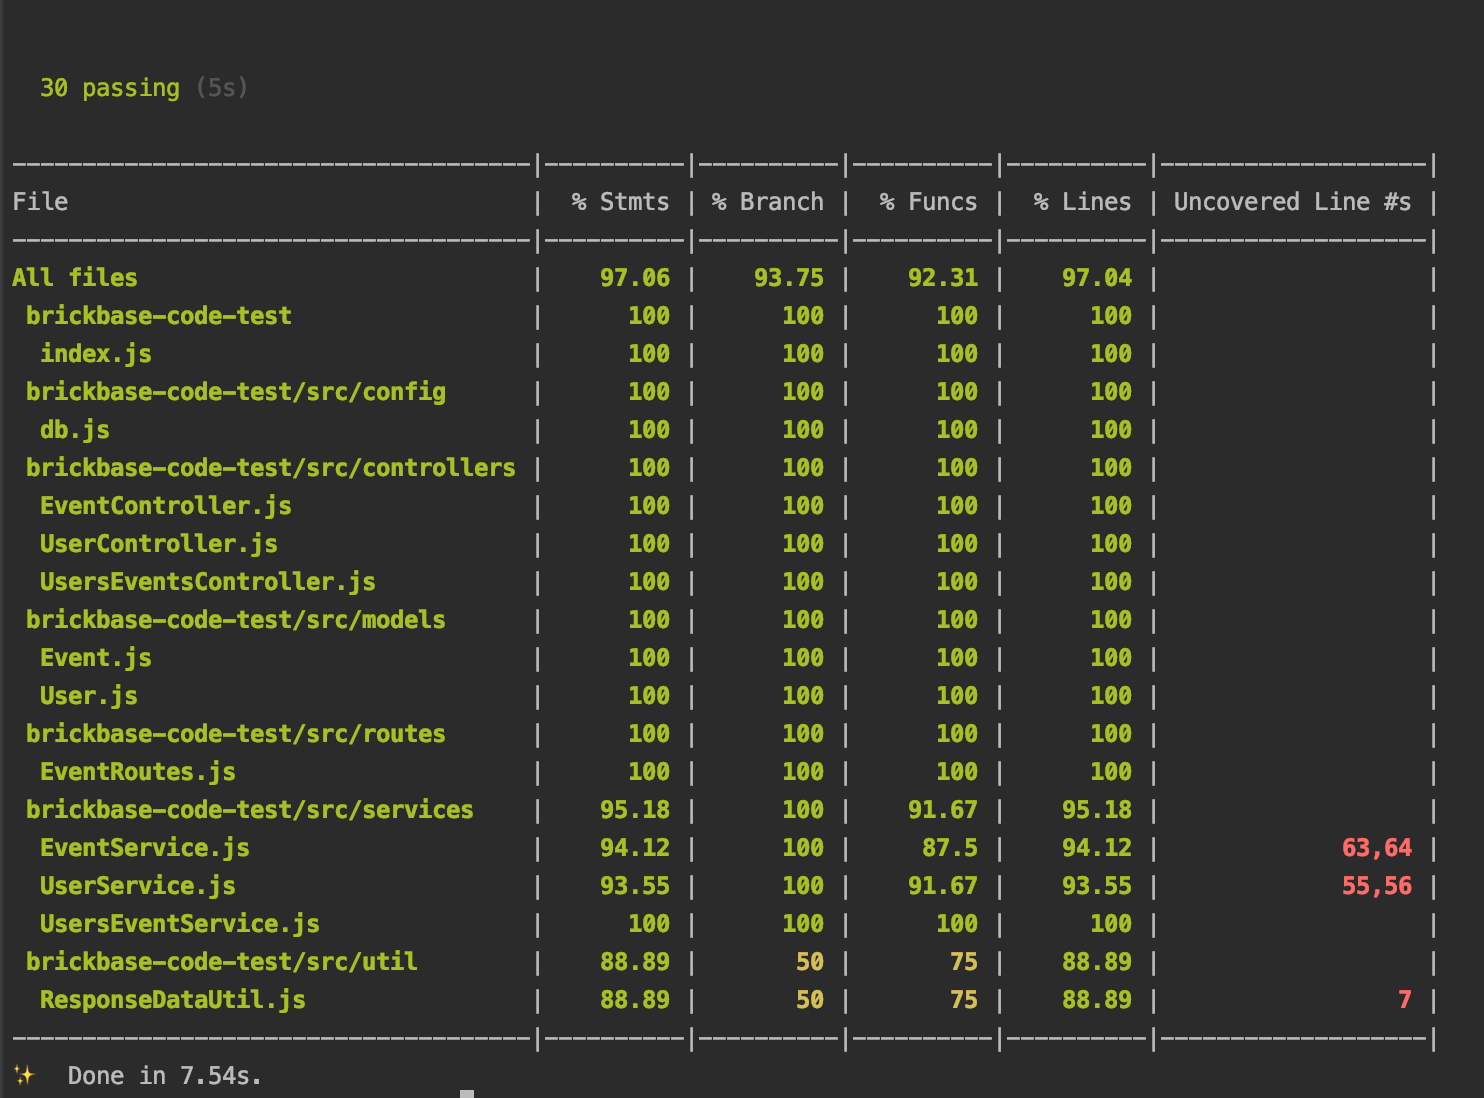 30 passing (5s)
--------------------------------------|----------|----------|----------|----------|-------------------|
File                                  |  % Stmts | % Branch |  % Funcs |  % Lines | Uncovered Line #s |
--------------------------------------|----------|----------|----------|----------|-------------------|
All files                             |    97.06 |    93.75 |    92.31 |    97.04 |                   |
 brickbase-code-test                  |      100 |      100 |      100 |      100 |                   |
  index.js                            |      100 |      100 |      100 |      100 |                   |
 brickbase-code-test/src/config       |      100 |      100 |      100 |      100 |                   |
  db.js                               |      100 |      100 |      100 |      100 |                   |
 brickbase-code-test/src/controllers  |      100 |      100 |      100 |      100 |                   |
  EventController.js                  |      100 |      100 |      100 |      100 |                   |
  UserController.js                   |      100 |      100 |      100 |      100 |                   |
  UsersEventsController.js            |      100 |      100 |      100 |      100 |                   |
 brickbase-code-test/src/models       |      100 |      100 |      100 |      100 |                   |
  Event.js                            |      100 |      100 |      100 |      100 |                   |
  User.js                             |      100 |      100 |      100 |      100 |                   |
 brickbase-code-test/src/routes       |      100 |      100 |      100 |      100 |                   |
  EventRoutes.js                      |      100 |      100 |      100 |      100 |                   |
 brickbase-code-test/src/services     |    95.18 |      100 |    91.67 |    95.18 |                   |
  EventService.js                     |    94.12 |      100 |     87.5 |    94.12 |             63,64 |
  UserService.js                      |    93.55 |      100 |    91.67 |    93.55 |             55,56 |
  UsersEventService.js                |      100 |      100 |      100 |      100 |                   |
 brickbase-code-test/src/util         |    88.89 |       50 |       75 |    88.89 |                   |
  ResponseDataUtil.js                 |    88.89 |       50 |       75 |    88.89 |                 7 |
--------------------------------------|----------|----------|----------|----------|-------------------|
✨  Done in 7.54s.